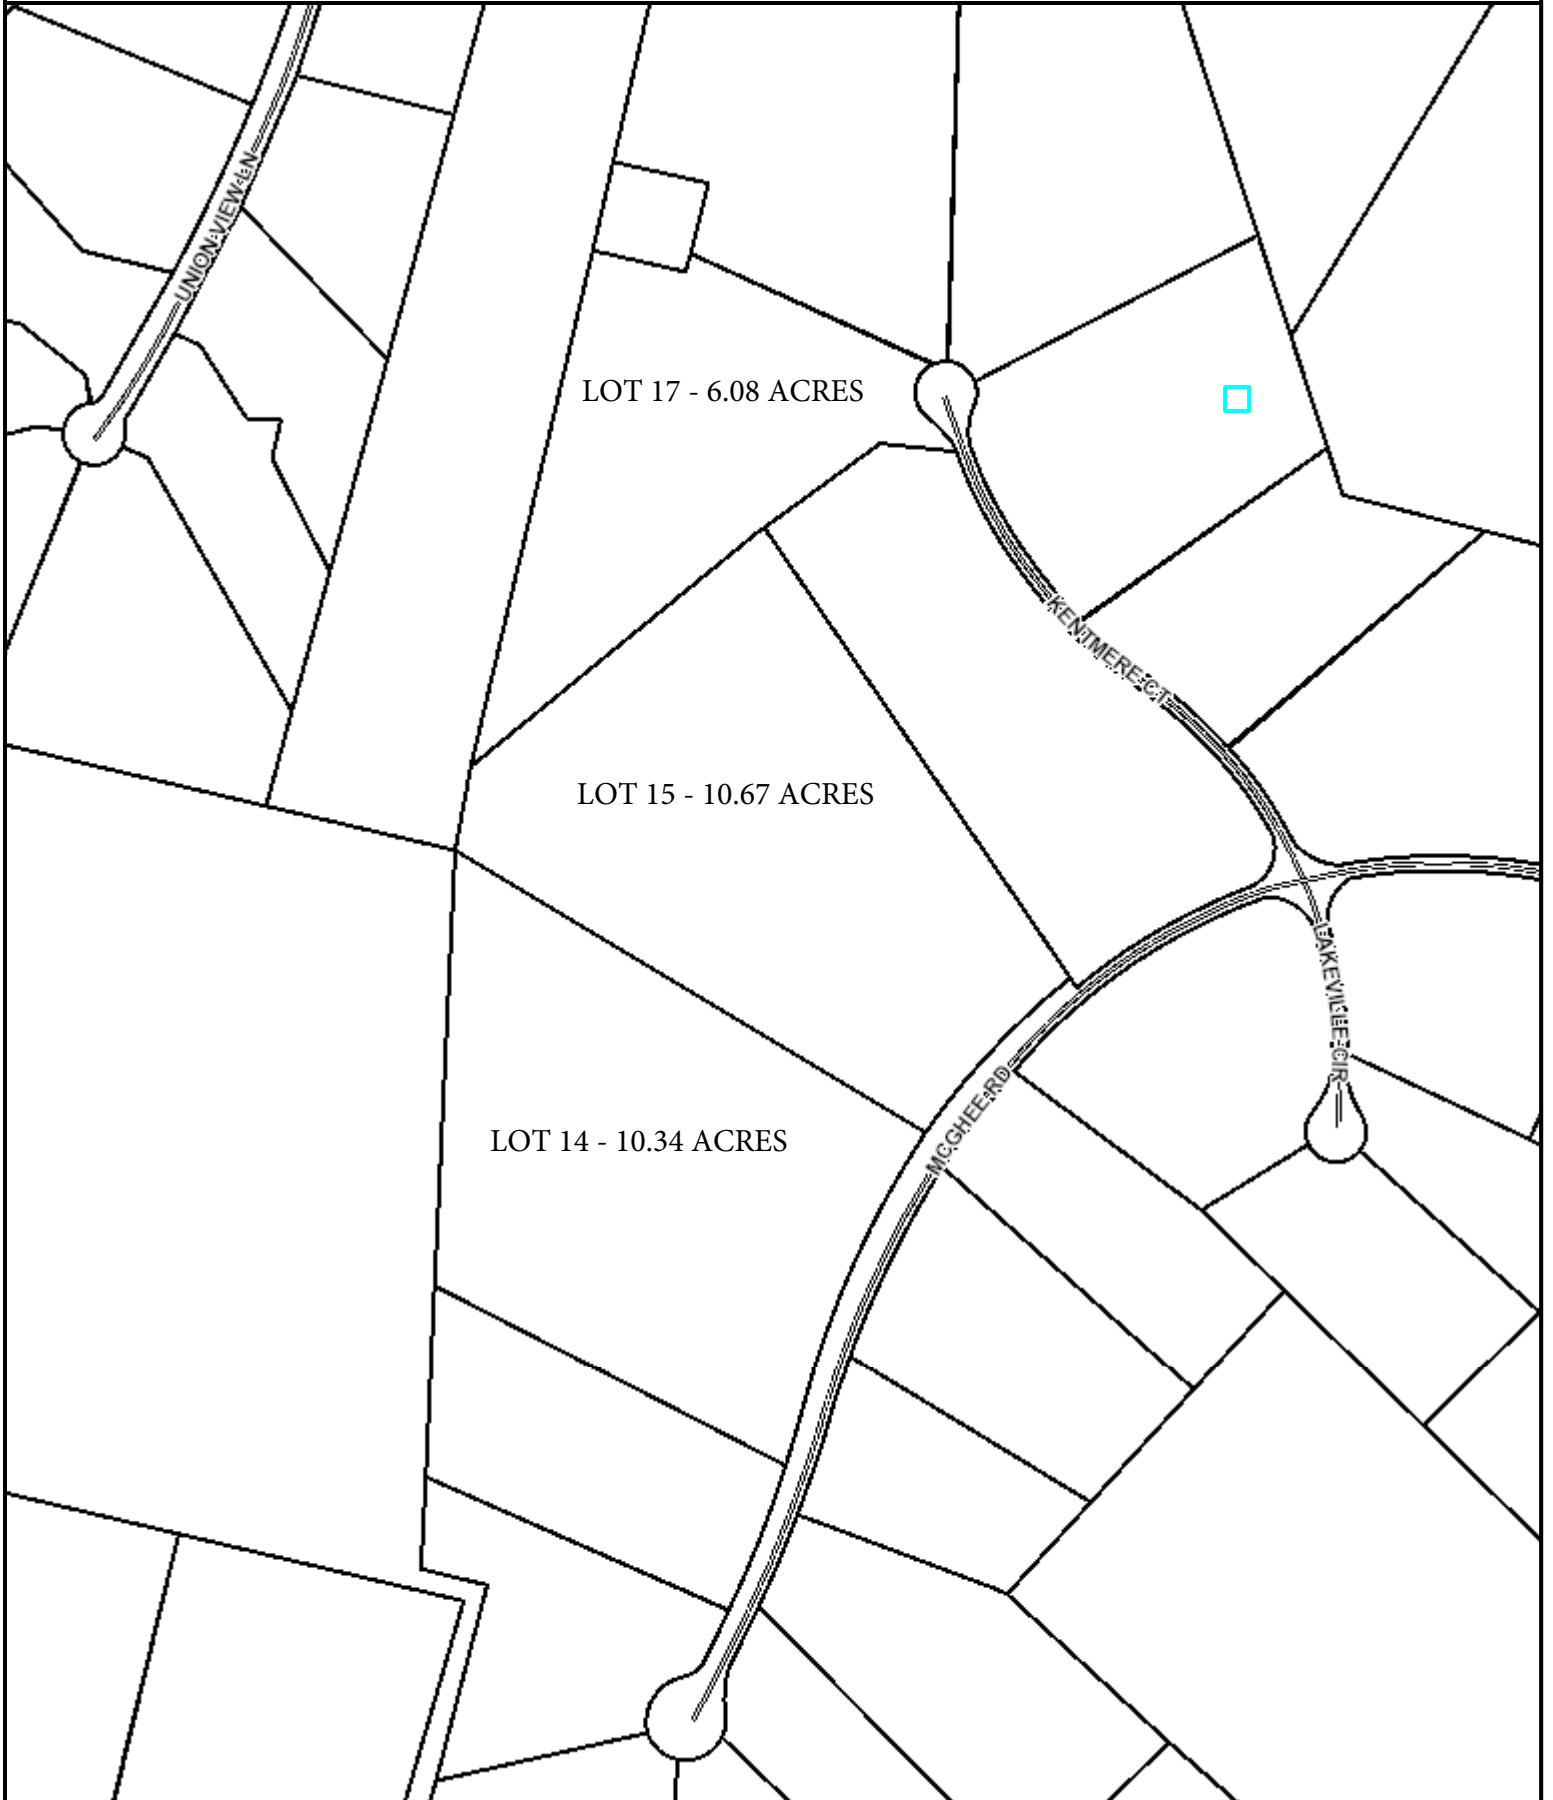 UNION VIEW LN
LOT 17 - 6.08 ACRES
KENTMERE CT
LOT 15 - 10.67 ACRES
LAKEVILLE CIR
MCGHEE RD
LOT 14 - 10.34 ACRES